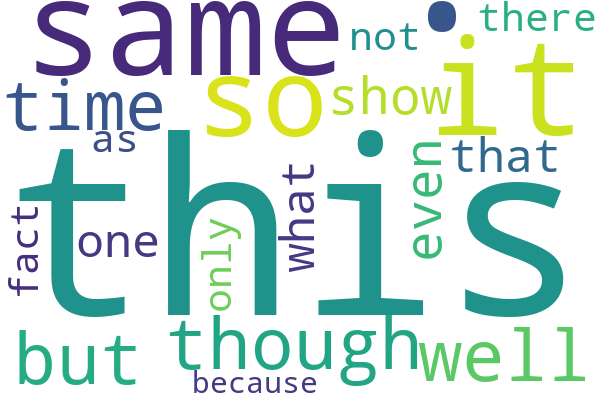 same
.
there
not
time
so
show
it
as
that
this
even
what
one
only
fact
but
though
well
because